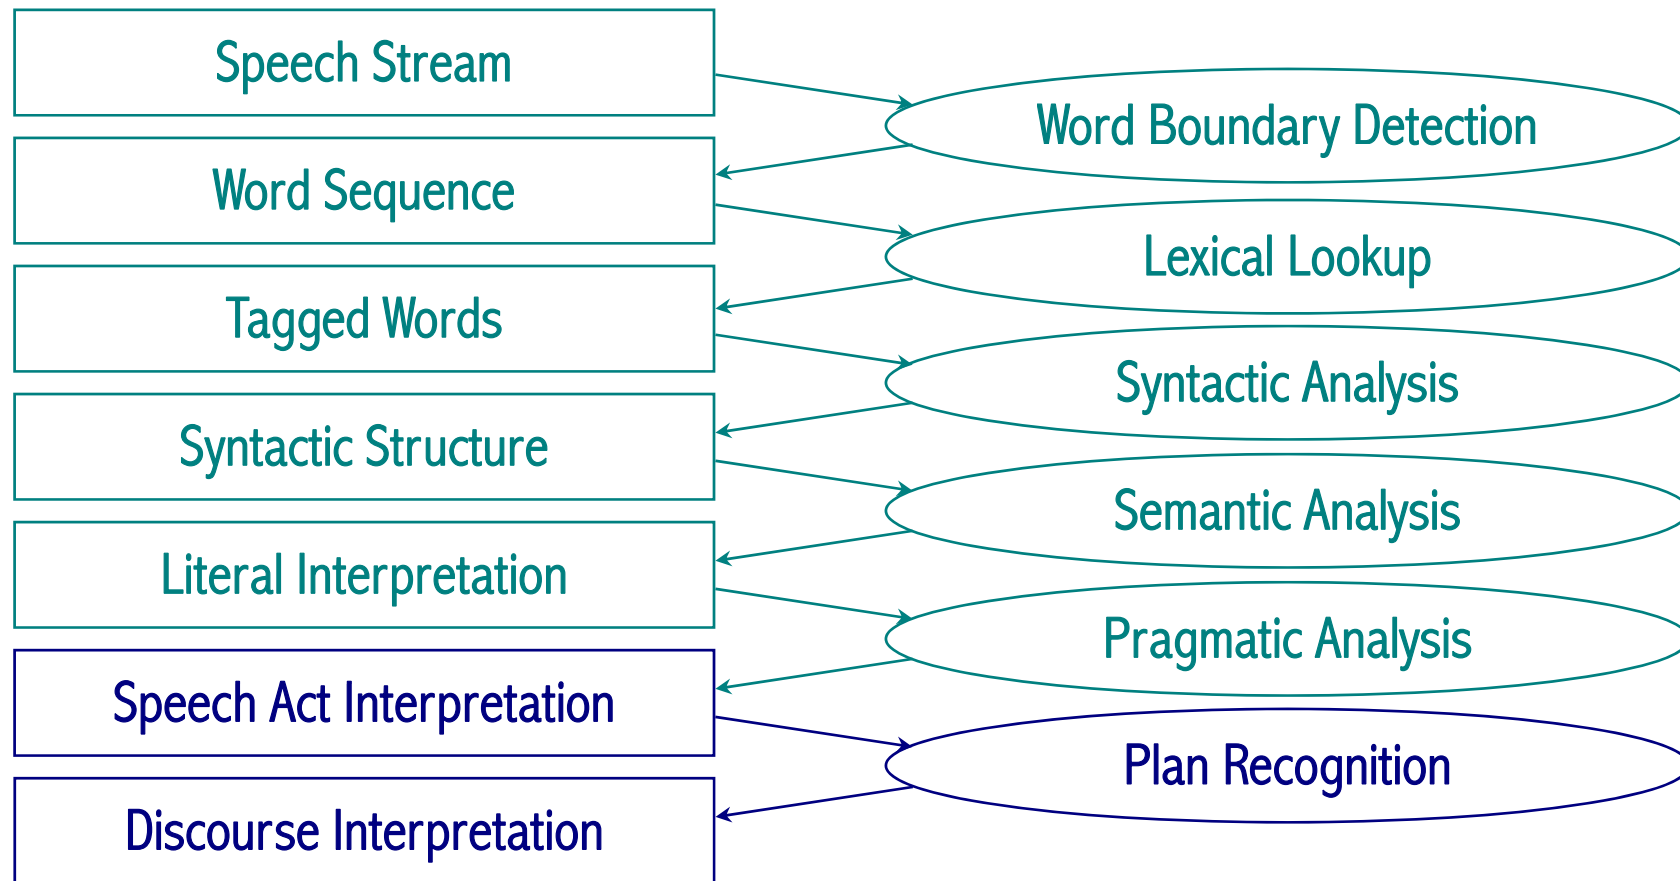 Speech Stream
Word Boundary Detection
Word Sequence
Lexical Lookup
Tagged Words
Syntactic Analysis
Syntactic Structure
Semantic Analysis
Literal Interpretation
Pragmatic Analysis
Speech Act Interpretation
Plan Recognition
Discourse Interpretation